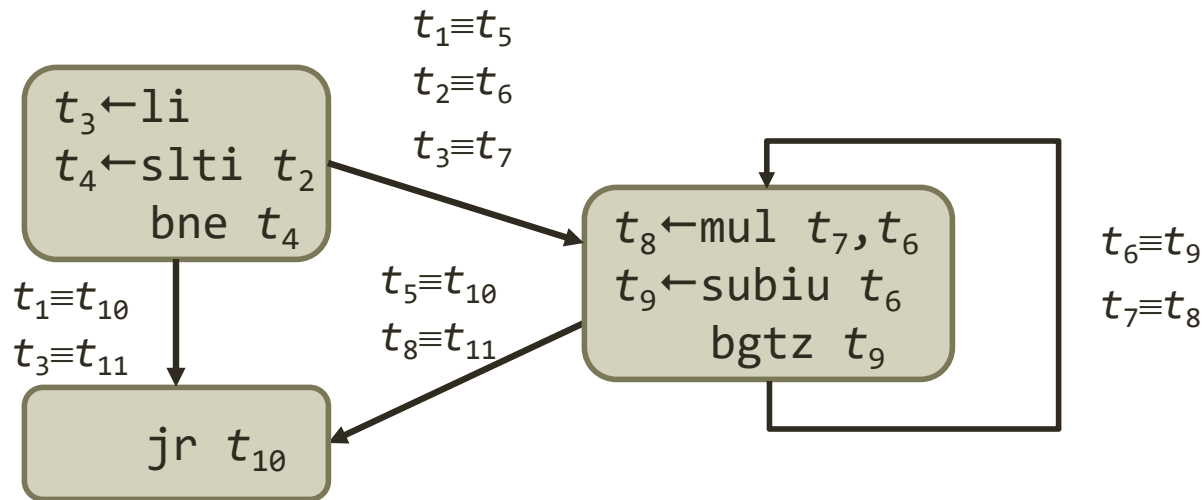 t₁≡t₅
t₂≡t₆
t₃≡t₇
t₃←li
t₄←slti t₂
bne t₄
t₈←mul t₇,t₆
t₉←subiu t₆
bgtz t₉
t₆≡t₉
t₇≡t₈
t₁≡t₁₀
t₃≡t₁₁
t₅≡t₁₀
t₈≡t₁₁
jr t₁₀